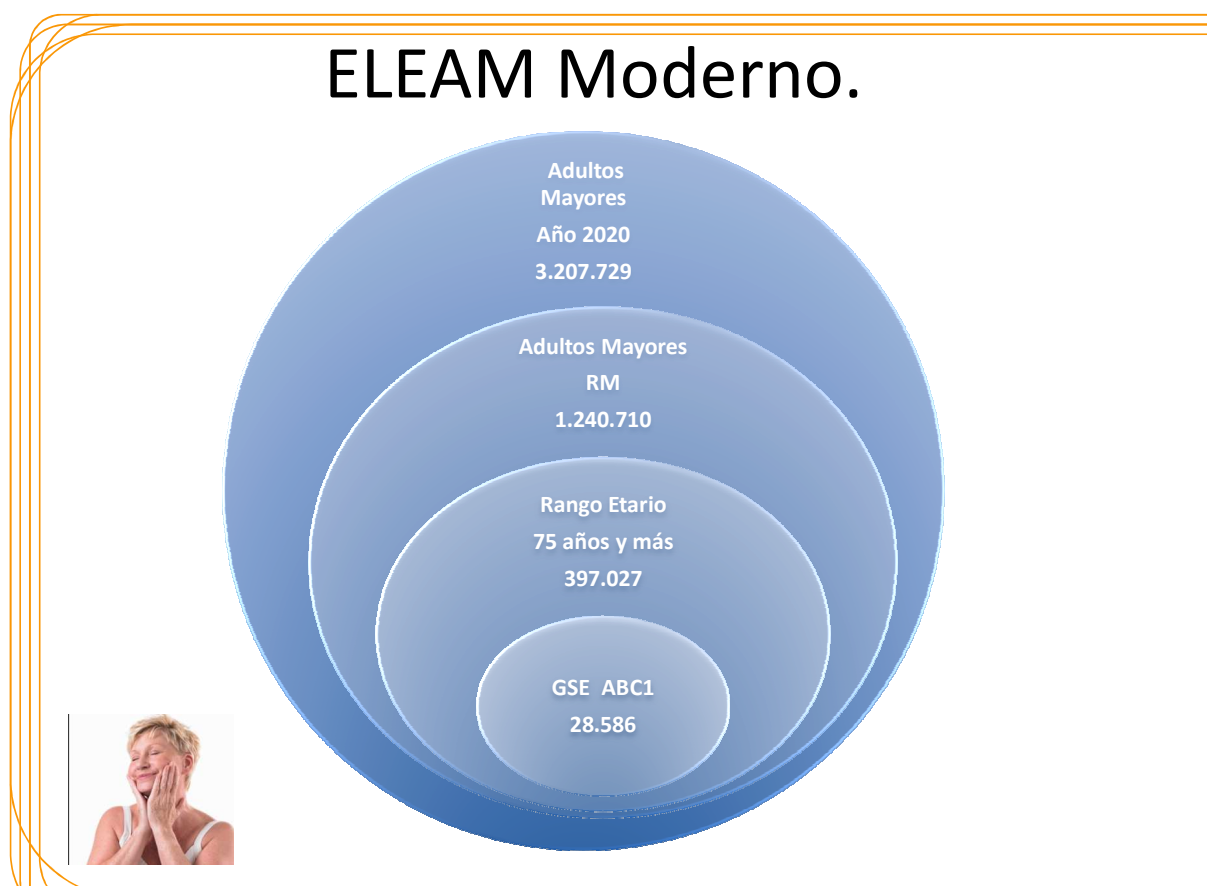 ELEAM Moderno.
Adultos
Mayores
Año 2020
3.207.729
Adultos Mayores
RM
1.240.710
Rango Etario
75 años y más
397.027
GSE ABC1
28.586